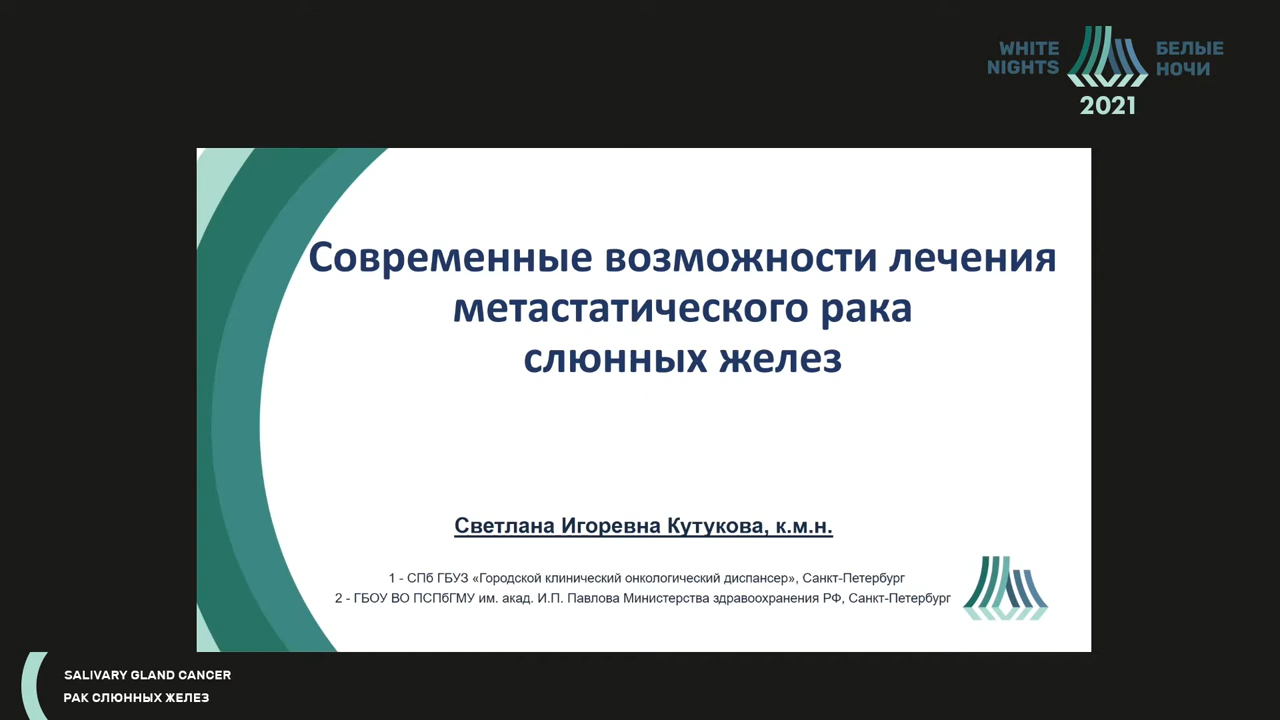 WHITE NIGHTS
БЕЛЫЕ НОЧИ
2021
Современные возможности лечения
метастатического рака
слюнных желез
Светлана Игоревна Кутукова, к.м.н.
1 - СПб ГБУЗ «Городской клинический онкологический диспансер», Санкт-Петербург
2 - ГБОУ ВО ПСПбГМУ им. акад. И.П. Павлова Министерства здравоохранения РФ, Санкт-Петербург
SALIVARY GLAND CANCER
РАК СЛЮННЫХ ЖЕЛЕЗ